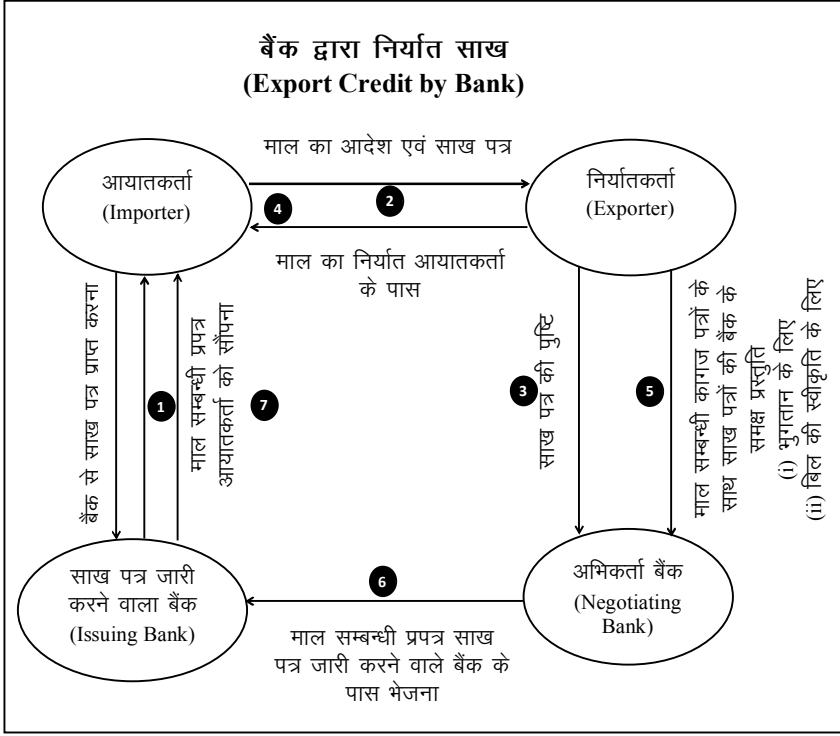 बैंक द्वारा निर्यात साख
(Export Credit by Bank)
माल का आदेश एवं साख पत्र
आयातकर्ता
(Importer)
निर्यातकर्ता
(Exporter)
4
2
माल का निर्यात आयातकर्ता
के पास
बैंक से साख पत्र प्राप्त करना
1
माल सम्बन्धी प्रपत्र
आयातकर्ता को सौंपना
7
3
साख पत्र की पुष्टि
5
माल सम्बन्धी कागज पत्रों के
साथ साख पत्रों की बैंक के
समक्ष प्रस्तुति
(i) भुगतान के लिए
(ii) बिल की स्वीकृति के लिए
साख पत्र जारी
करने वाला बैंक
(Issuing Bank)
6
अभिकर्ता बैंक
(Negotiating
Bank)
माल सम्बन्धी प्रपत्र साख
पत्र जारी करने वाले बैंक के
पास भेजना